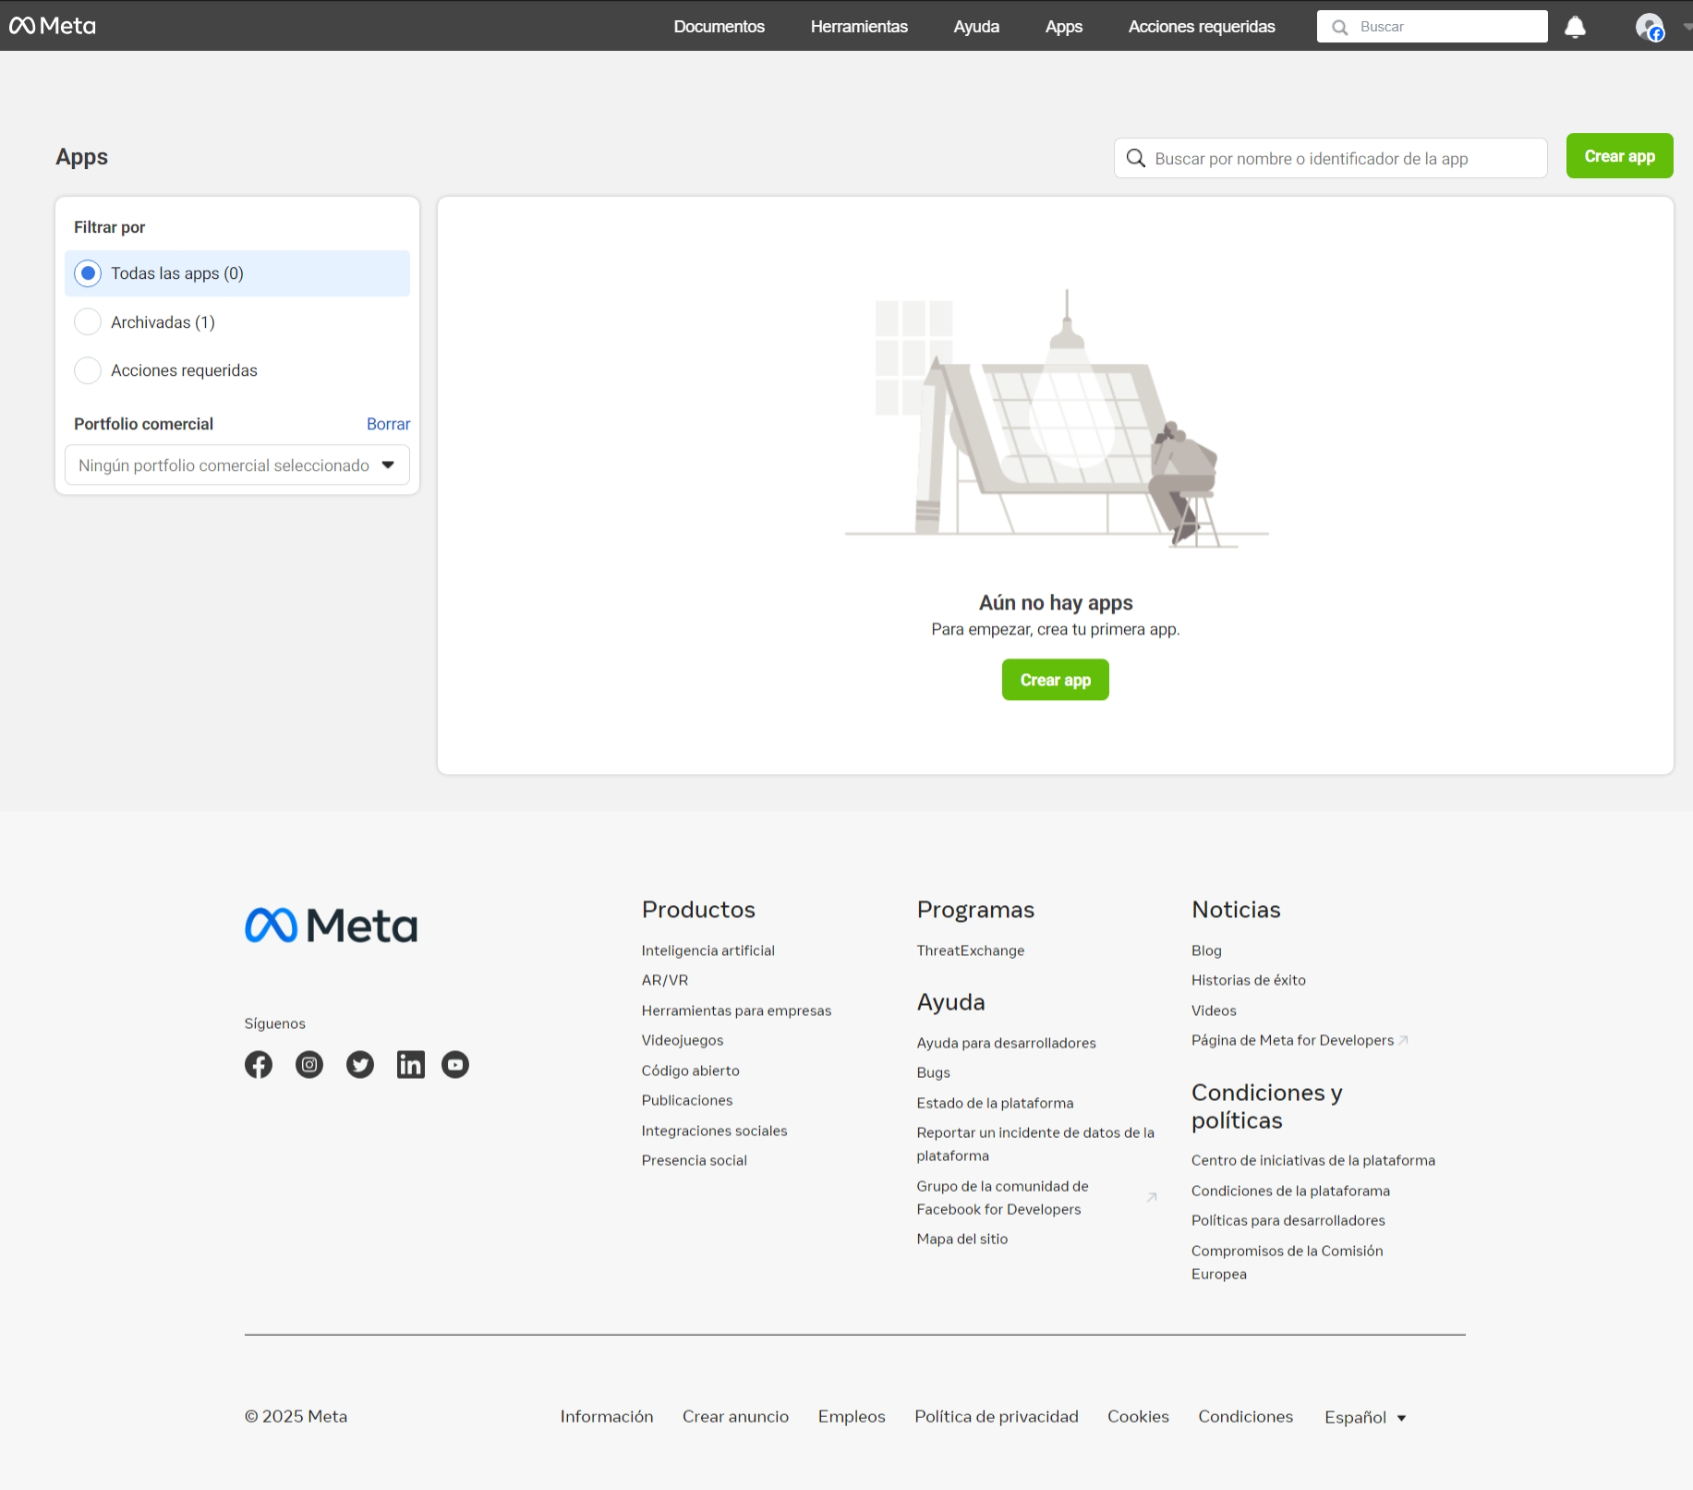 Meta
Documentos
Herramientas
Ayuda
Apps
Acciones requeridas
Buscar
Apps
Buscar por nombre o identificador de la app
Crear app
Filtrar por
Todas las apps (0)
Archivadas (1)
Acciones requeridas
Portfolio comercial
Borrar
Ningún portfolio comercial seleccionado
Aún no hay apps
Para empezar, crea tu primera app.
Crear app
Meta
Síguenos
Productos
Inteligencia artificial
AR/VR
Herramientas para empresas
Videojuegos
Código abierto
Publicaciones
Integraciones sociales
Presencia social
Programas
ThreatExchange
Ayuda
Ayuda para desarrolladores
Bugs
Estado de la plataforma
Reportar un incidente de datos de la
plataforma
Grupo de la comunidad de
Facebook for Developers
Mapa del sitio
Noticias
Blog
Historias de éxito
Videos
Página de Meta for Developers
Condiciones y
políticas
Centro de iniciativas de la plataforma
Condiciones de la plataforama
Políticas para desarrolladores
Compromisos de la Comisión
Europea
© 2025 Meta
Información
Crear anuncio
Empleos
Política de privacidad
Cookies
Condiciones
Español